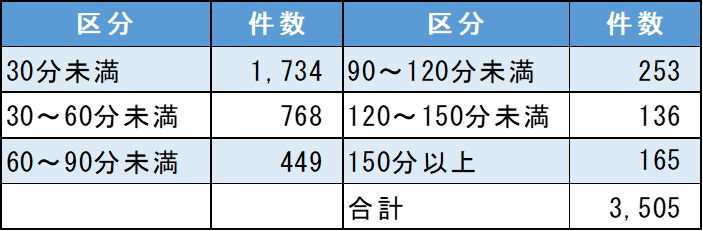 区分 件数 区分 件数
30分未満 1,734 90～120分未満 253
30～60分未満 768 120～150分未満 136
60～90分未満 449 150分以上 165
合計 3,505